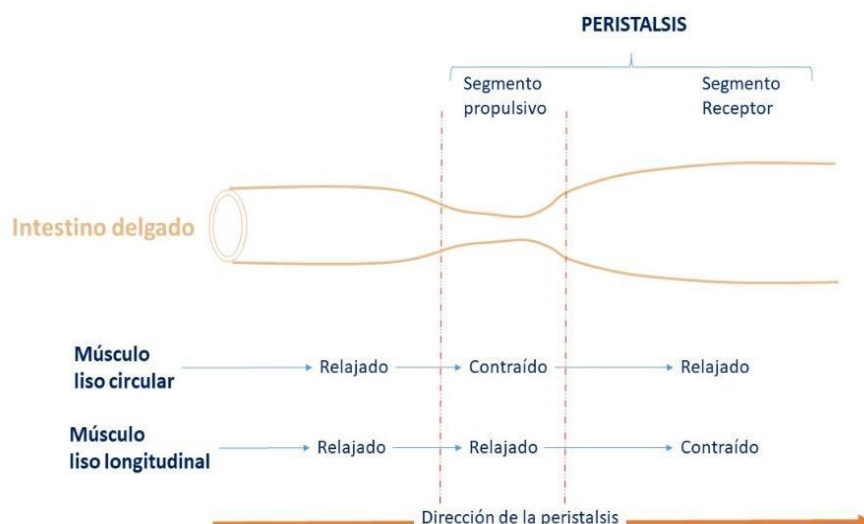 PERISTALSIS
Segmento
propulsivo
Segmento
Receptor
Intestino delgado
Músculo
liso circular
Relajado
Contraído
Relajado
Músculo
liso longitudinal
Relajado
Relajado
Contraído
Dirección de la peristalsis